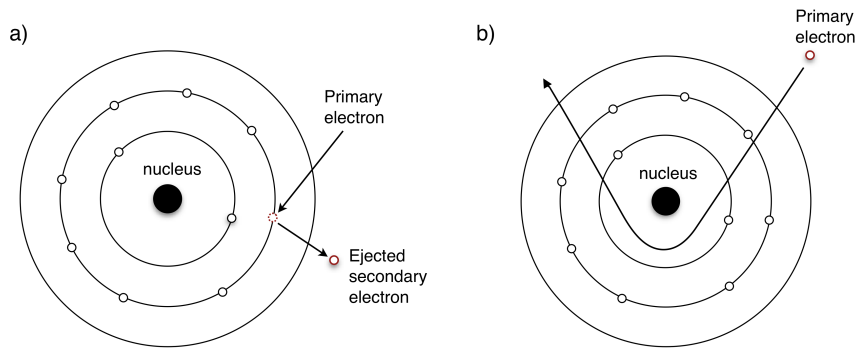 a)
nucleus
Primary
electron
Ejected
secondary
electron
b)
nucleus
Primary
electron